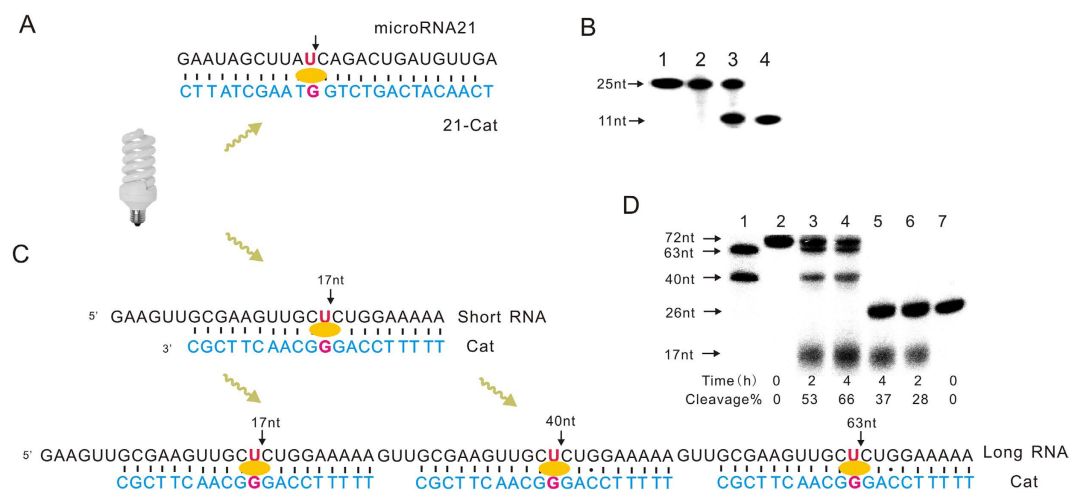 A
microRNA21
GAAUAGCUUAUCAGACUGAUGUUGA
CTTATCGAATGGTCTGACTACAACT
21-Cat
B
1 2 3 4
25nt
11nt
C
17nt
5' GAAGUUGCGAAGUUGCUCUGGAAAAA Short RNA
3' CGCTTCAACGGGACCTTTTT Cat
D
1 2 3 4 5 6 7
72nt
63nt
40nt
26nt
17nt
Time(h) 0 2 4 4 2 0
Cleavage% 0 53 66 37 28 0
17nt 40nt 63nt
5' GAAGUUGCGAAGUUGCUCUGGAAAAAGUUGCGAAGUUGCUCUGGAAAAAGUUGCGAAGUUGCUCUGGAAAAA Long RNA
CGCTTCAACGGGACCTTTTT CGCTTCAACGGGACCTTTTT CGCTTCAACGGGACCTTTTT Cat